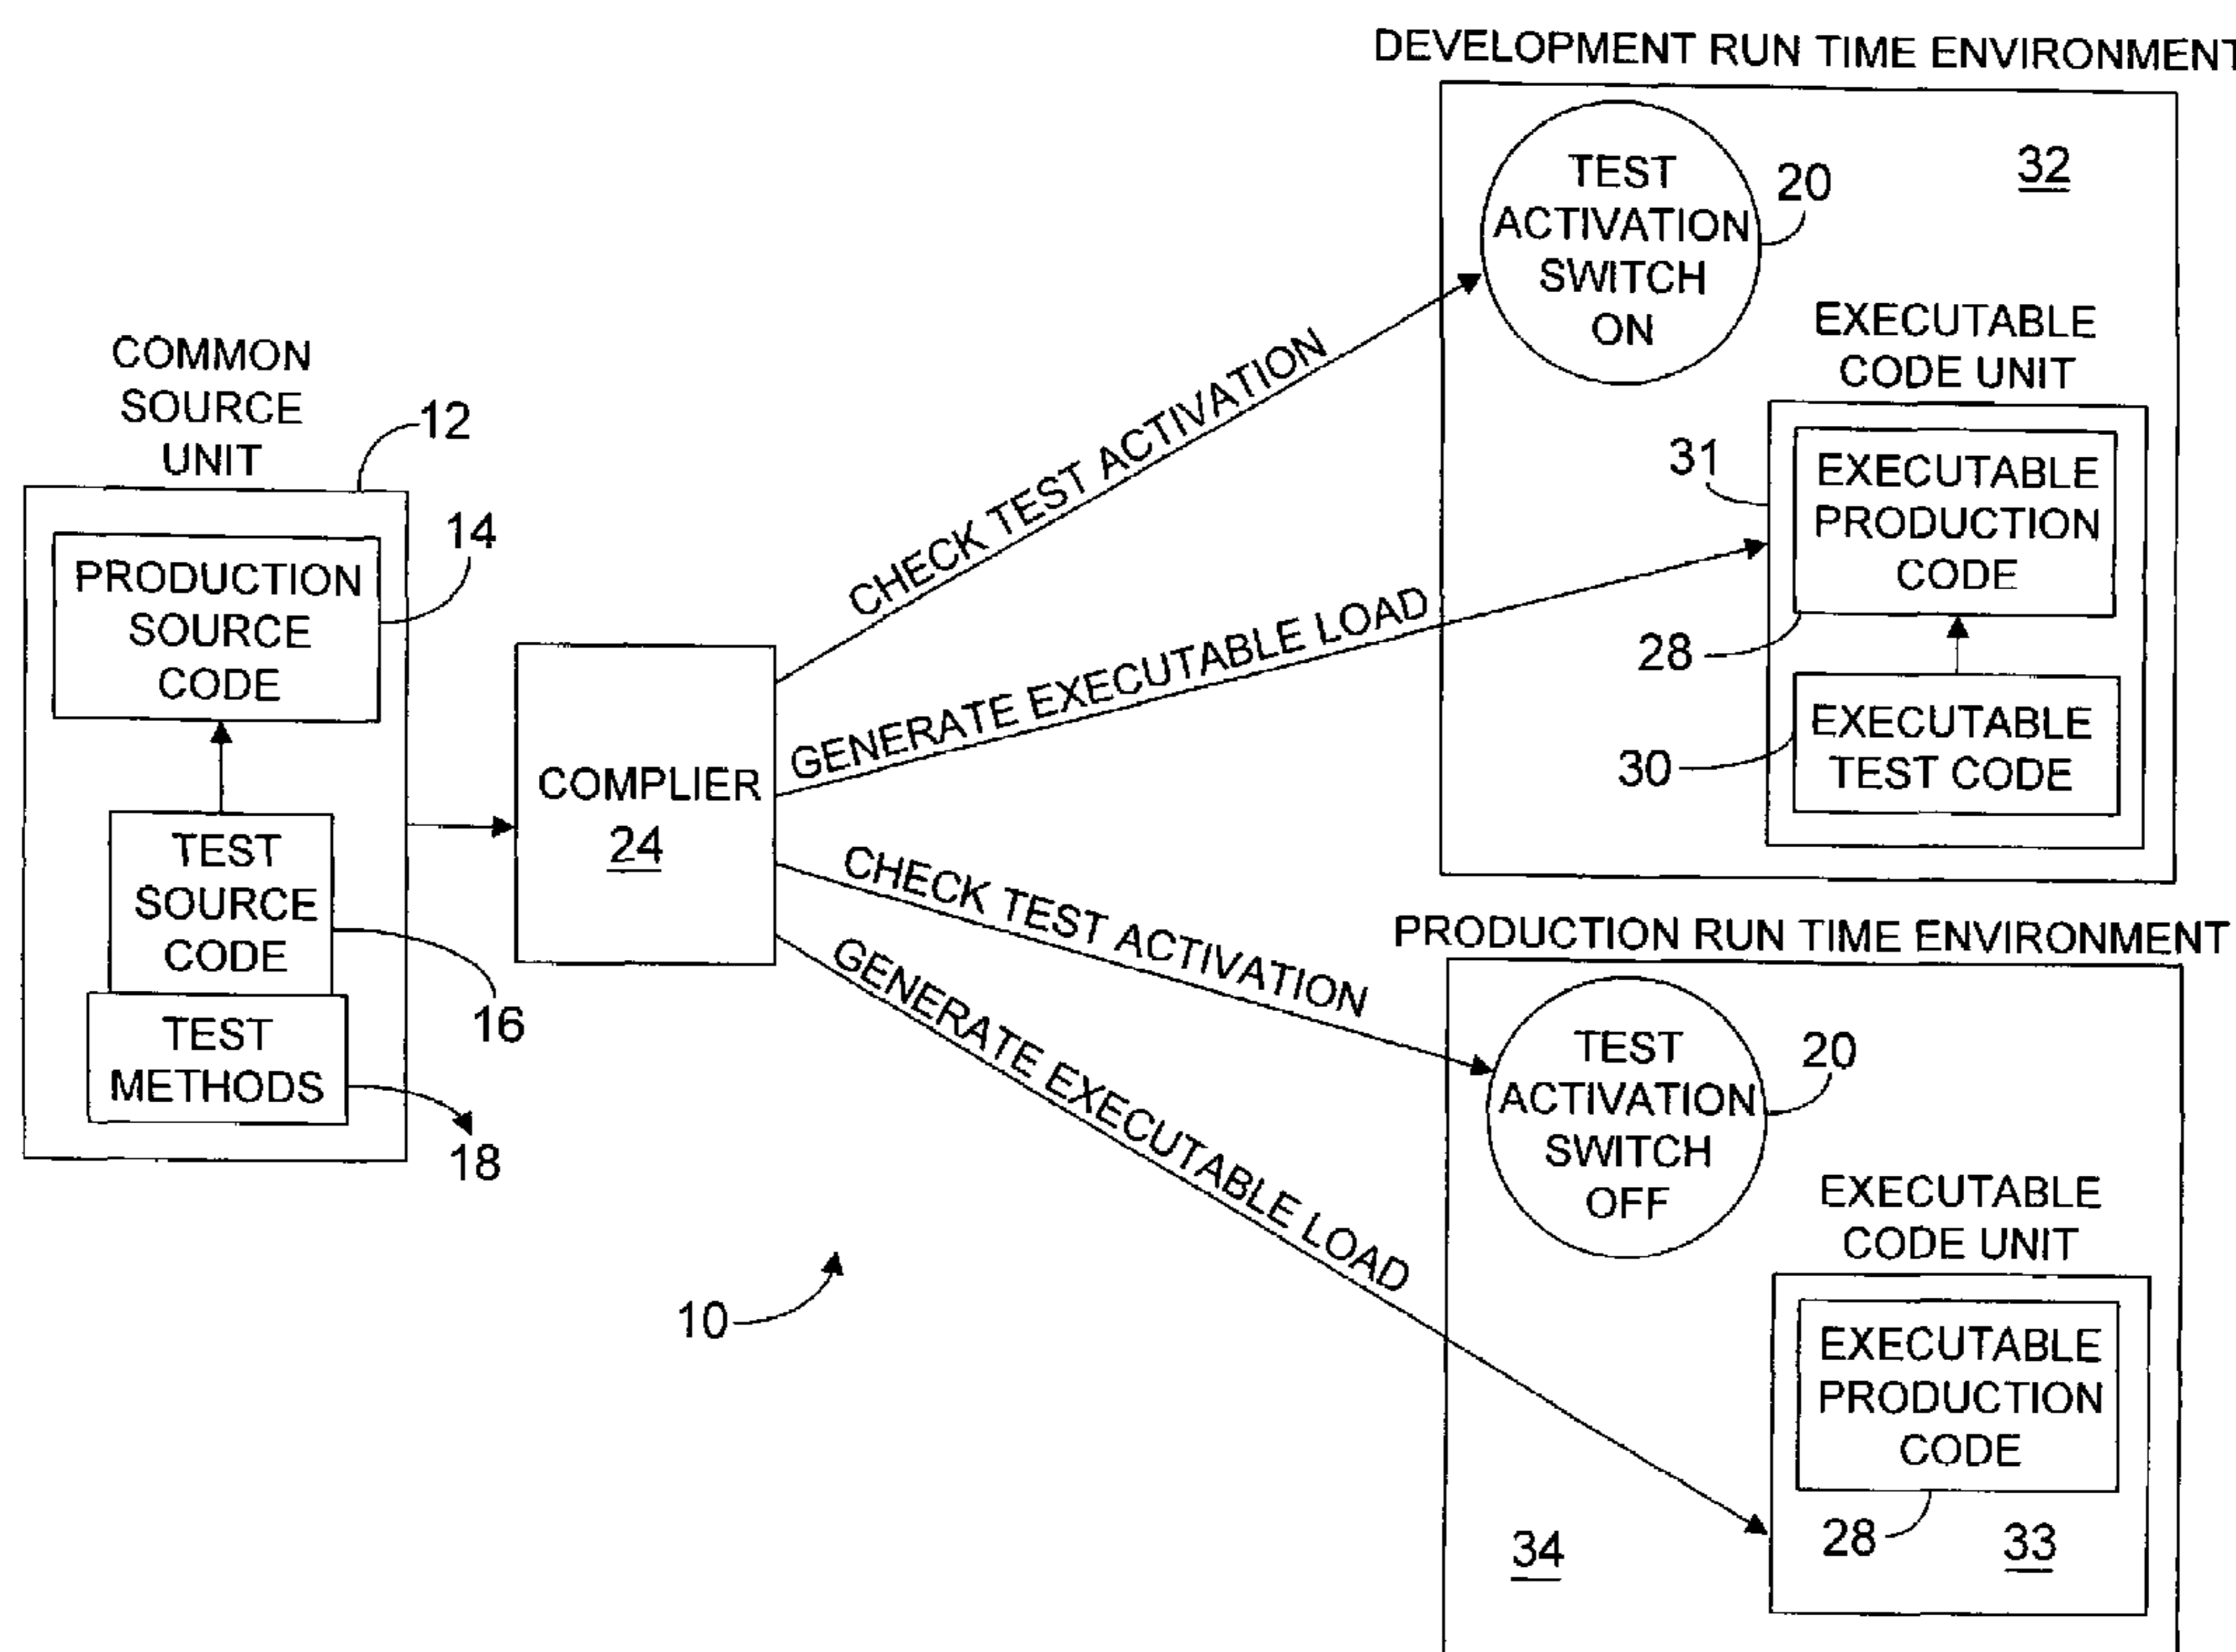 COMMON
SOURCE
UNIT
12
PRODUCTION
SOURCE
CODE
14
TEST
SOURCE
CODE
16
TEST
METHODS
18
COMPLIER
24
CHECK TEST ACTIVATION
GENERATE EXECUTABLE LOAD
CHECK TEST ACTIVATION
GENERATE EXECUTABLE LOAD
10
DEVELOPMENT RUN TIME ENVIRONMENT
32
TEST
ACTIVATION
SWITCH
ON
20
EXECUTABLE
CODE UNIT
31
EXECUTABLE
PRODUCTION
CODE
28
EXECUTABLE
TEST CODE
30
PRODUCTION RUN TIME ENVIRONMENT
TEST
ACTIVATION
SWITCH
OFF
20
EXECUTABLE
CODE UNIT
EXECUTABLE
PRODUCTION
CODE
28
33
34